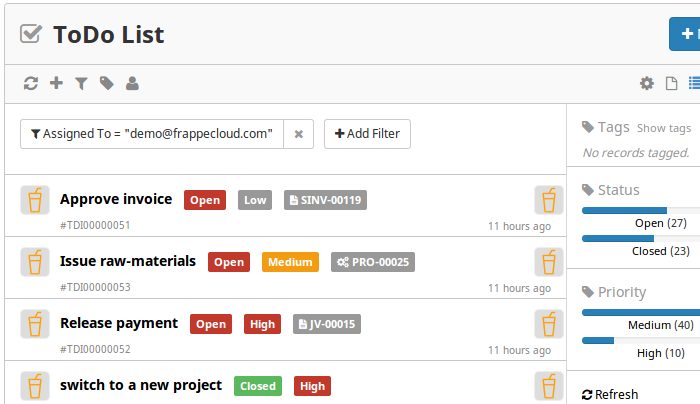 ToDo List
Assigned To = "demo@frappecloud.com" × Add Filter
Tags Show tags
No records tagged.
Approve invoice Open Low SINV-00119
#TDI00000051 11 hours ago
Status
Open (27)
Closed (23)
Issue raw-materials Open Medium PRO-00025
#TDI00000053 11 hours ago
Priority
Medium (40)
High (10)
Release payment Open High JV-00015
#TDI00000052 11 hours ago
switch to a new project Closed High
Refresh